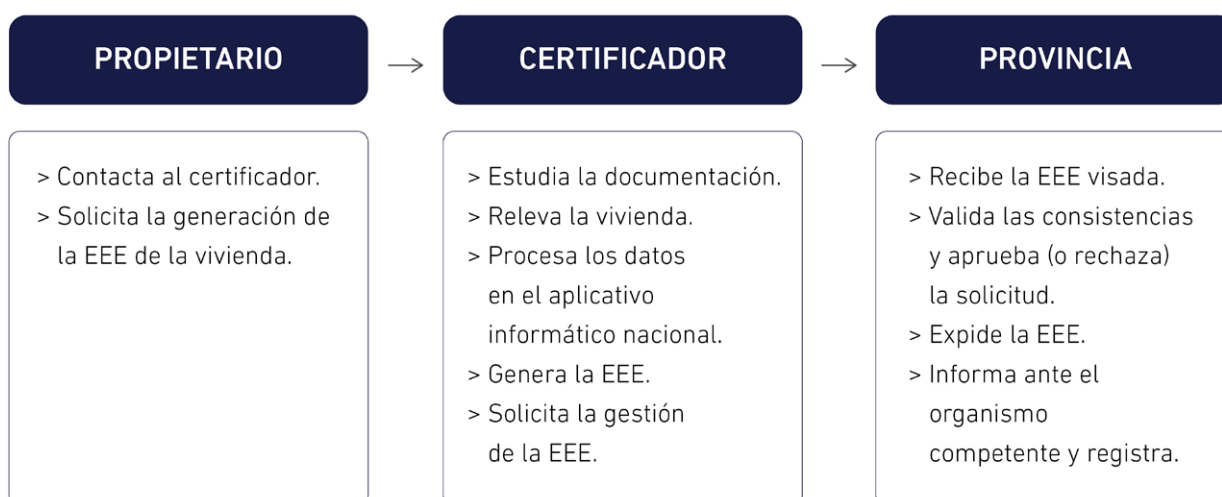 PROPIETARIO
> Contacta al certificador.
> Solicita la generación de
la EEE de la vivienda.
CERTIFICADOR
> Estudia la documentación.
> Releva la vivienda.
> Procesa los datos
en el aplicativo
informático nacional.
> Genera la EEE.
> Solicita la gestión
de la EEE.
PROVINCIA
> Recibe la EEE visada.
> Valida las consistencias
y aprueba (o rechaza)
la solicitud.
> Expide la EEE.
> Informa ante el
organismo
competente y registra.